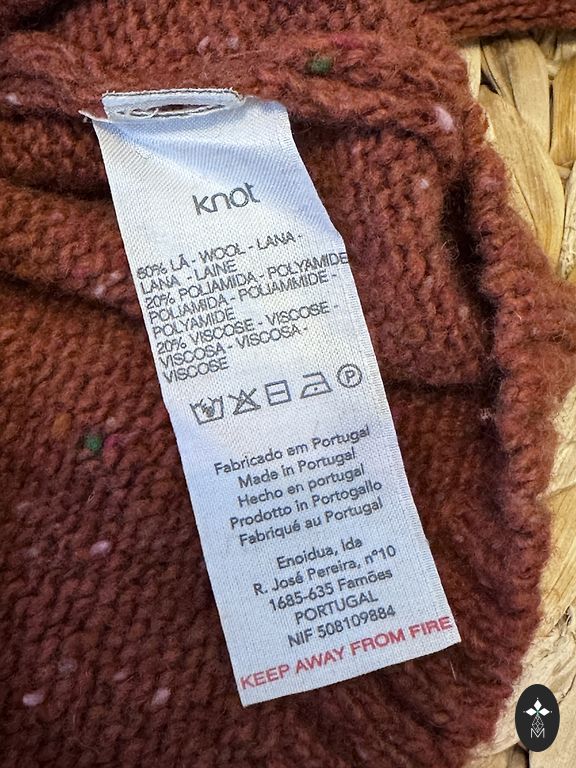 knot
60% LÃ - WOOL - LANA -
LANA - LAINE
20% POLIAMIDA - POLYAMIDE
POLIAMIDA - POLIAMMIDE -
POLYAMIDE
20% VISCOSE - VISCOSE -
VISCOSA - VISCOSA -
VISCOSE
P
Fabricado em Portugal
Made in Portugal
Hecho en portugal
Prodotto in Portogallo
Fabriqué au Portugal
Enoidua, lda
R. José Pereira, nº10
1685-635 Famões
PORTUGAL
NIF 508109884
KEEP AWAY FROM FIRE
M